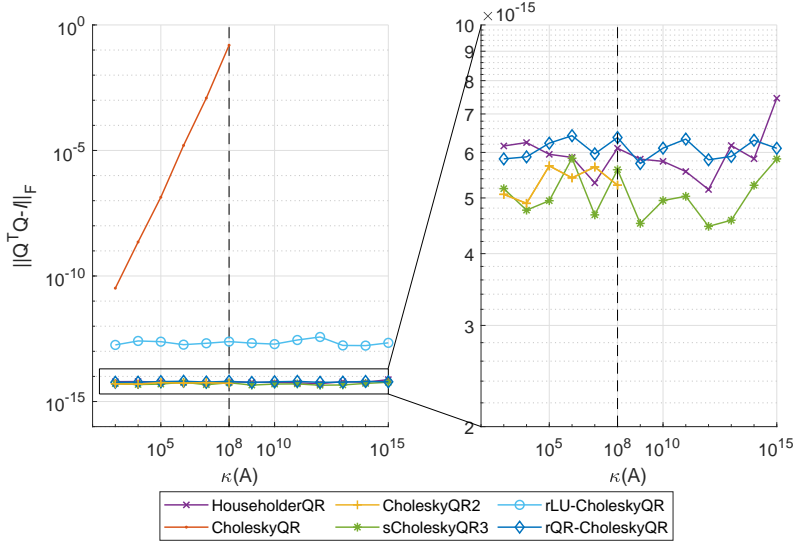 10^0
10^-5
10^-10
10^-15
||Q^TQ-I||_F
10^5
10^8
10^10
10^15
κ(A)
×10^-15
10
9
8
7
6
5
4
3
2
10^5
10^8
10^10
10^15
κ(A)
HouseholderQR
CholeskyQR2
rLU-CholeskyQR
CholeskyQR
sCholeskyQR3
rQR-CholeskyQR